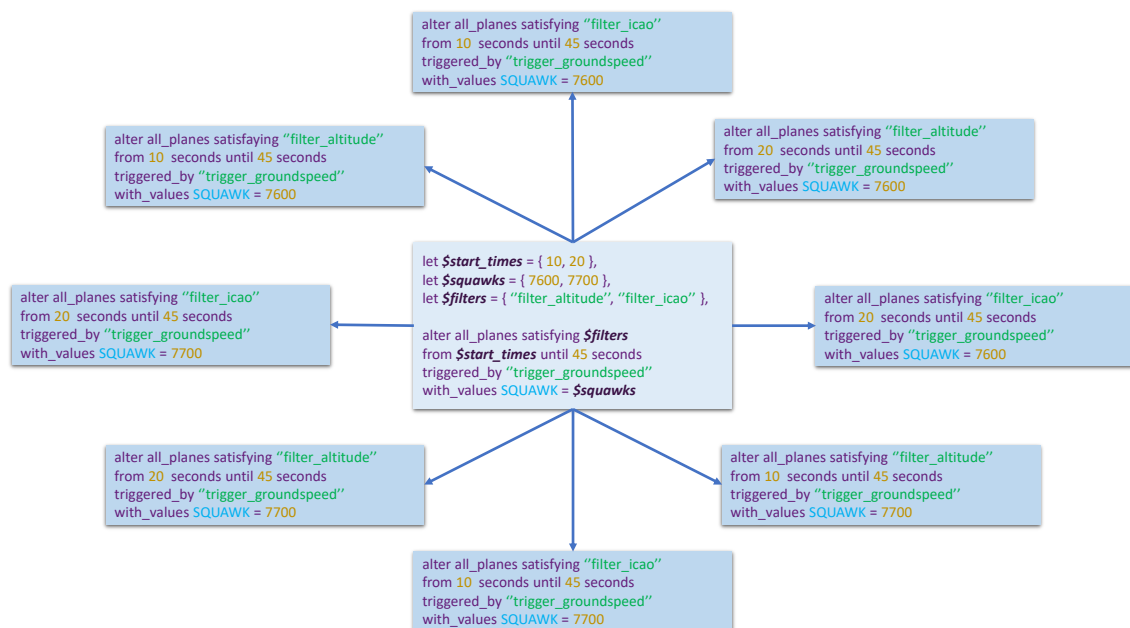 alter all_planes satisfying “filter_icao”
from 10 seconds until 45 seconds
triggered_by “trigger_groundspeed”
with_values SQUAWK = 7600
alter all_planes satisfaying “filter_altitude”
from 10 seconds until 45 seconds
triggered_by “trigger_groundspeed”
with_values SQUAWK = 7600
alter all_planes satisfying “filter_altitude”
from 20 seconds until 45 seconds
triggered_by “trigger_groundspeed”
with_values SQUAWK = 7600
let $start_times = { 10, 20 },
let $squawks = { 7600, 7700 },
let $filters = { “filter_altitude”, “filter_icao” },
alter all_planes satisfying $filters
from $start_times until 45 seconds
triggered_by “trigger_groundspeed”
with_values SQUAWK = $squawks
alter all_planes satisfying “filter_icao”
from 20 seconds until 45 seconds
triggered_by “trigger_groundspeed”
with_values SQUAWK = 7700
alter all_planes satisfying “filter_icao”
from 20 seconds until 45 seconds
triggered_by “trigger_groundspeed”
with_values SQUAWK = 7600
alter all_planes satisfying “filter_altitude”
from 20 seconds until 45 seconds
triggered_by “trigger_groundspeed”
with_values SQUAWK = 7700
alter all_planes satisfying “filter_altitude”
from 10 seconds until 45 seconds
triggered_by “trigger_groundspeed”
with_values SQUAWK = 7700
alter all_planes satisfying “filter_icao”
from 10 seconds until 45 seconds
triggered_by “trigger_groundspeed”
with_values SQUAWK = 7700